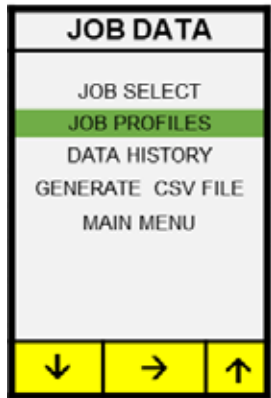 JOB DATA
JOB SELECT
JOB PROFILES
DATA HISTORY
GENERATE CSV FILE
MAIN MENU
↓ → ↑